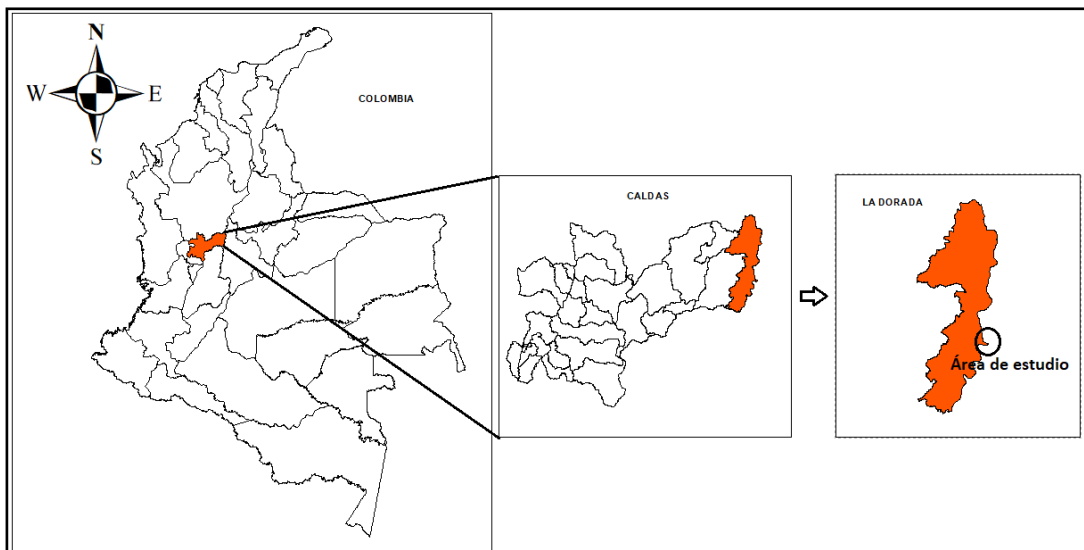 N
W
E
S
COLOMBIA
CALDAS
LA DORADA
Área de estudio